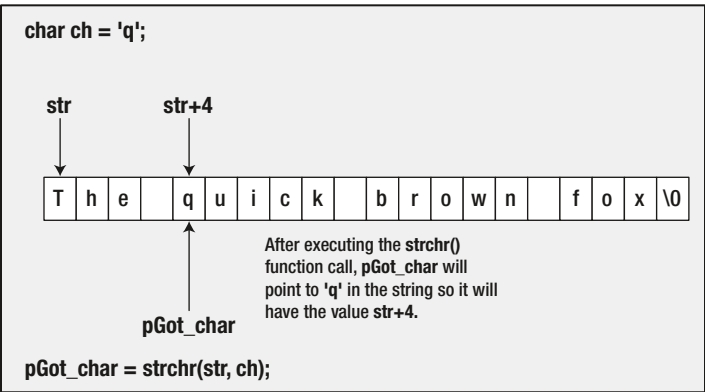 char ch = 'q';
str str+4
T h e q u i c k b r o w n f o x \0
After executing the strchr()
function call, pGot_char will
point to 'q' in the string so it will
have the value str+4.
pGot_char
pGot_char = strchr(str, ch);